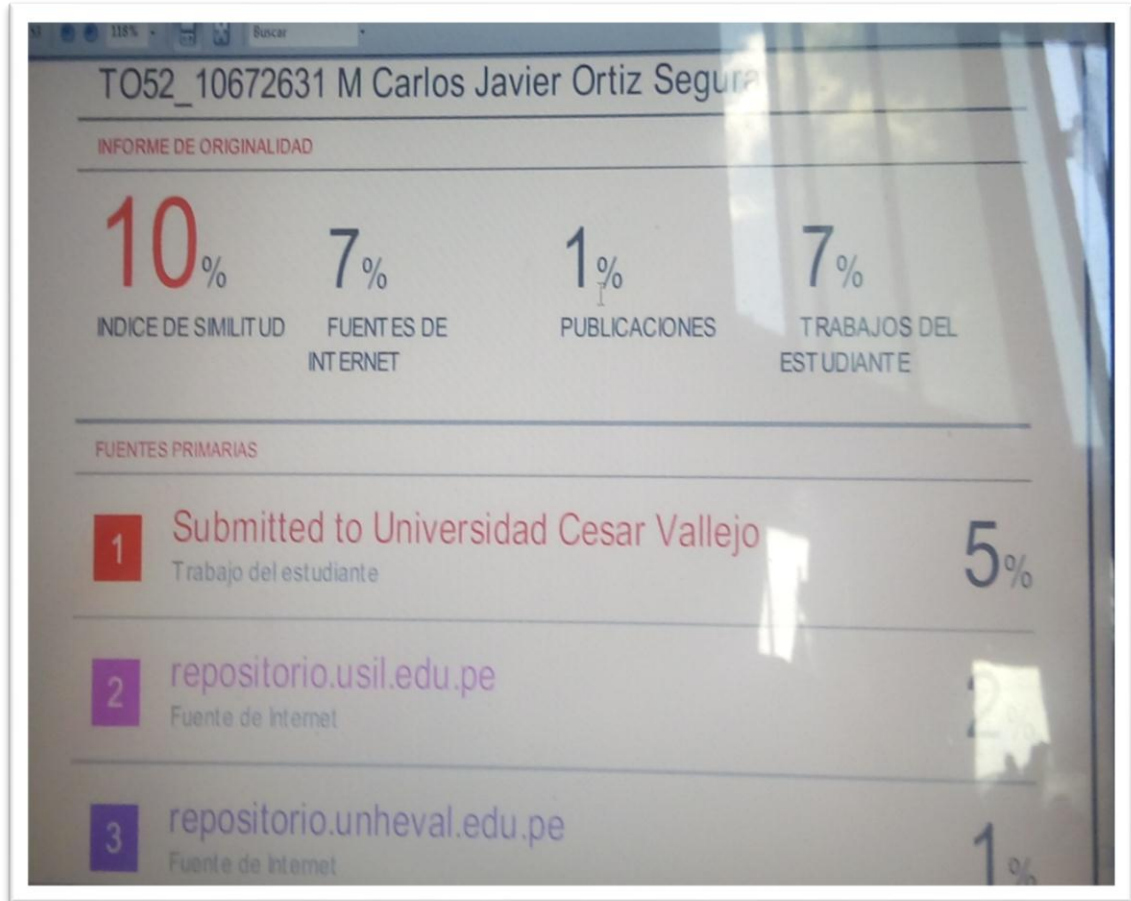 118%
Buscar
TO52_10672631 M Carlos Javier Ortiz Segura
INFORME DE ORIGINALIDAD
10%
INDICE DE SIMILITUD
7%
FUENTES DE
INTERNET
1%
PUBLICACIONES
7%
TRABAJOS DEL
ESTUDIANTE
FUENTES PRIMARIAS
1
Submitted to Universidad Cesar Vallejo
Trabajo del estudiante
5%
2
repositorio.usil.edu.pe
Fuente de Internet
2%
3
repositorio.unheval.edu.pe
Fuente de Internet
1%